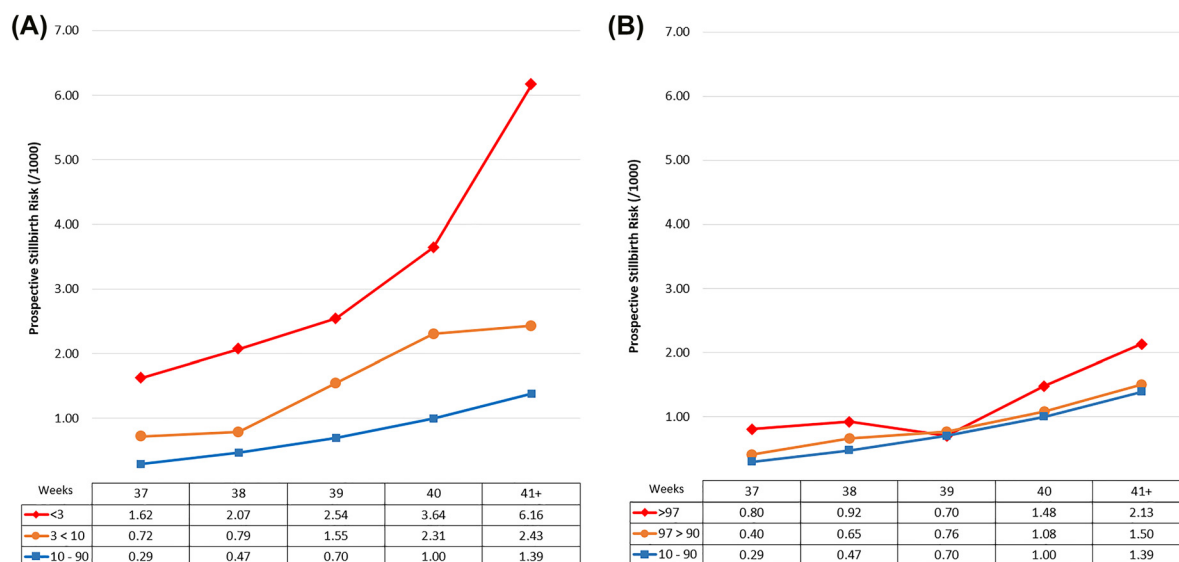 (A)
7.00
6.00
5.00
4.00
3.00
2.00
1.00
Prospective Stillbirth Risk (/1000)
Weeks 37 38 39 40 41+
<3 1.62 2.07 2.54 3.64 6.16
3 < 10 0.72 0.79 1.55 2.31 2.43
10 - 90 0.29 0.47 0.70 1.00 1.39
(B)
7.00
6.00
5.00
4.00
3.00
2.00
1.00
Prospective Stillbirth Risk (/1000)
Weeks 37 38 39 40 41+
>97 0.80 0.92 0.70 1.48 2.13
97 > 90 0.40 0.65 0.76 1.08 1.50
10 - 90 0.29 0.47 0.70 1.00 1.39